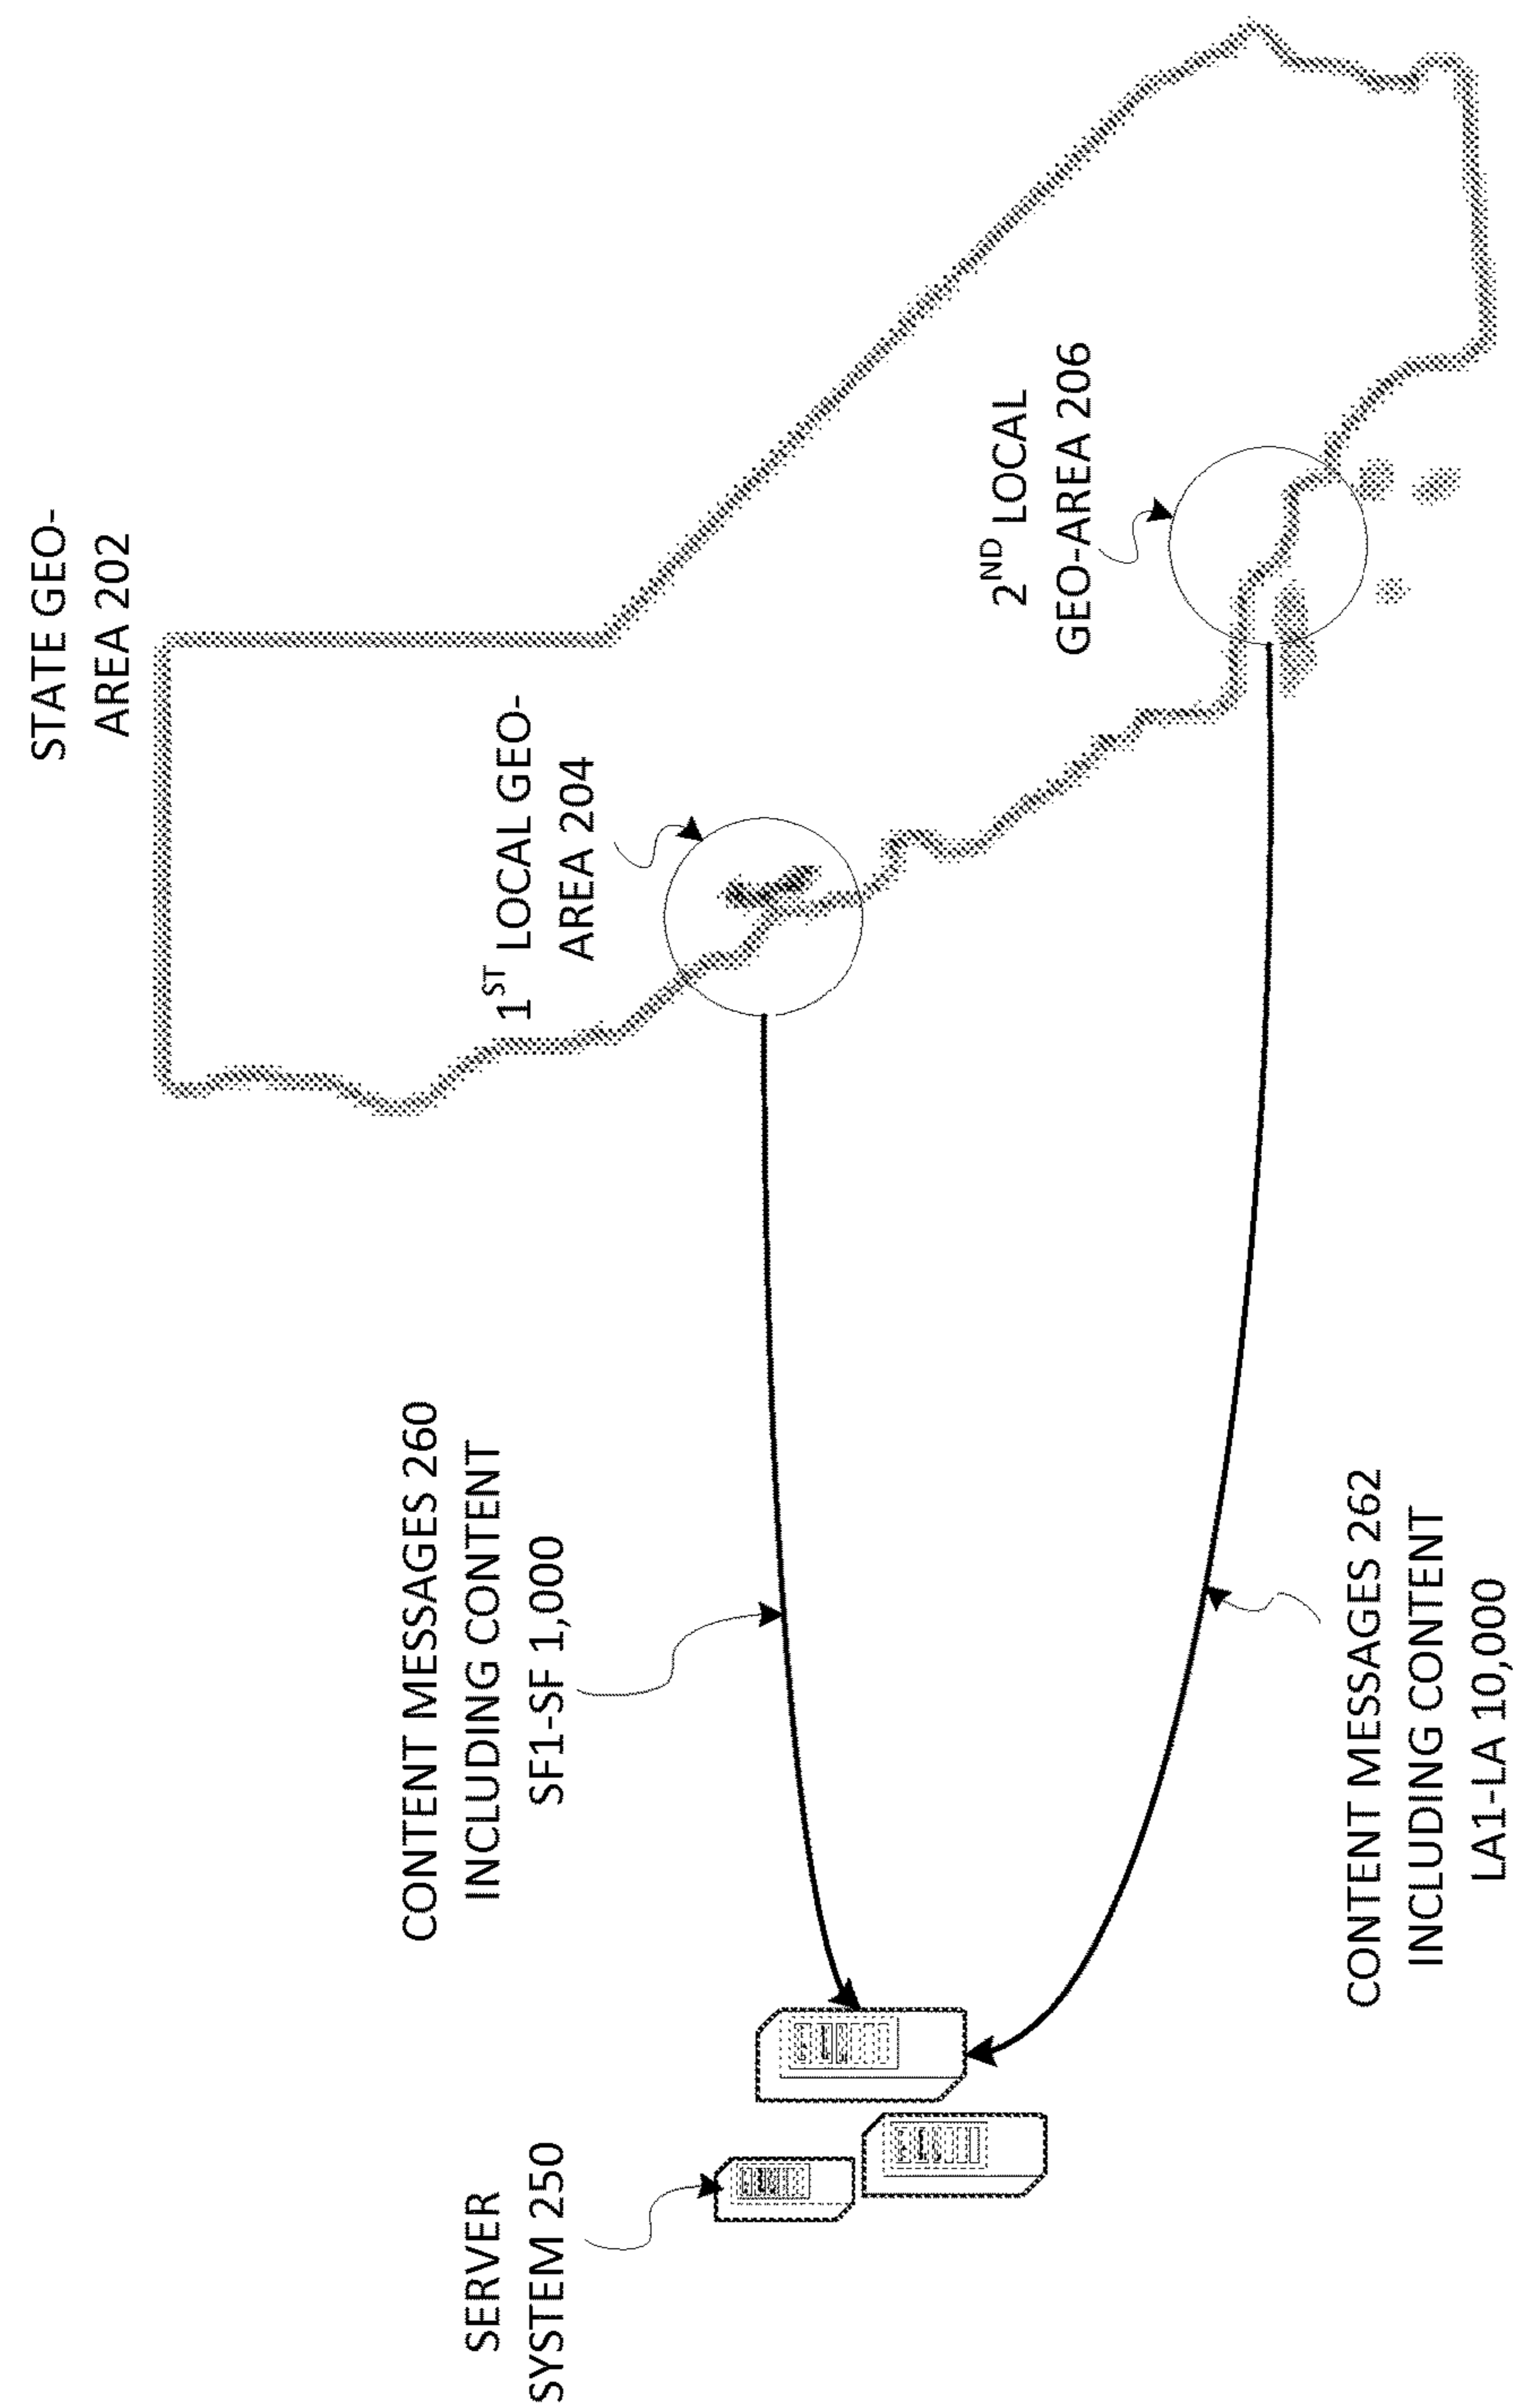 STATE GEO-
AREA 202
1ST LOCAL GEO-
AREA 204
2ND LOCAL
GEO-AREA 206
CONTENT MESSAGES 260
INCLUDING CONTENT
SF1-SF 1,000
CONTENT MESSAGES 262
INCLUDING CONTENT
LA1-LA 10,000
SERVER
SYSTEM 250